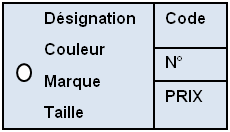 Désignation
Couleur
Marque
Taille
Code
N°
PRIX